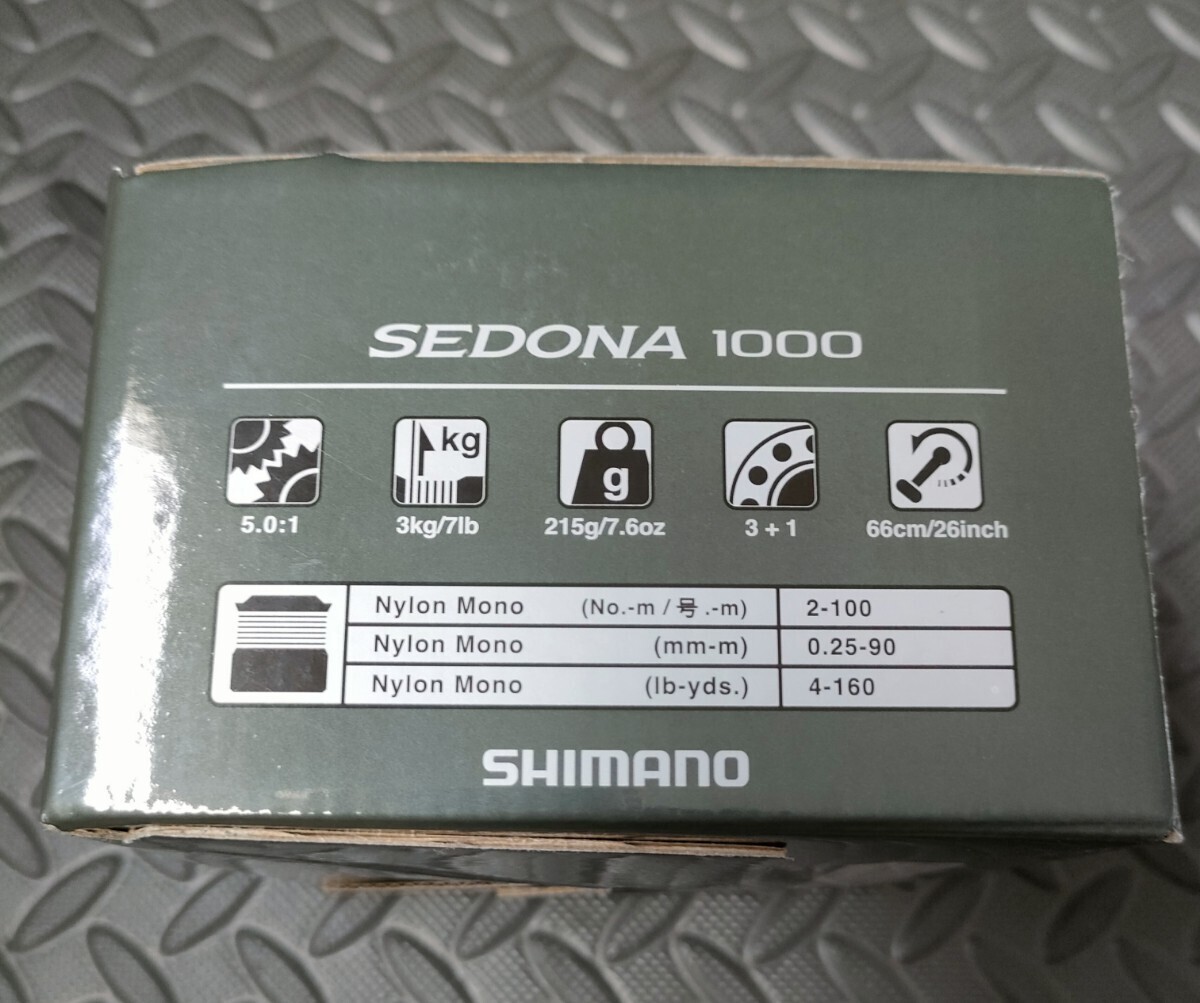 SEDONA 1000
kg
g
5.0:1 3kg/7lb 215g/7.6oz 3+1 66cm/26inch
Nylon Mono (No.-m / 号.-m) 2-100
Nylon Mono (mm-m) 0.25-90
Nylon Mono (lb-yds.) 4-160
SHIMANO